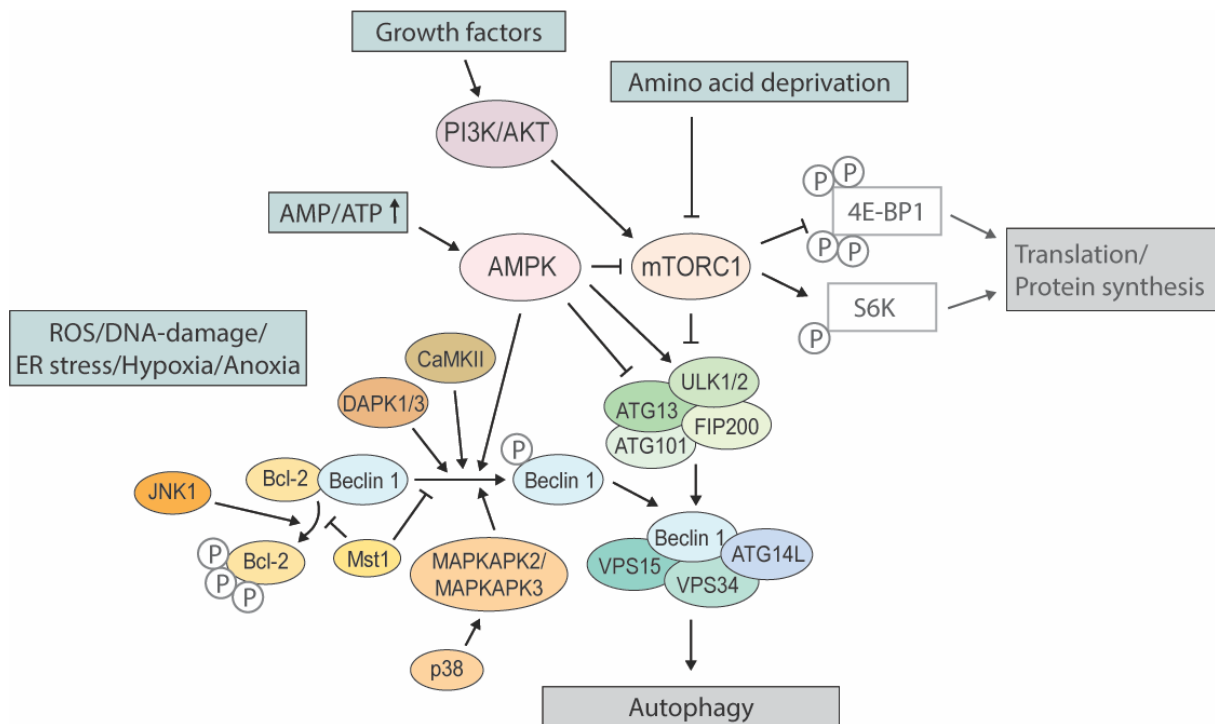 Growth factors
Amino acid deprivation
PI3K/AKT
P
P
4E-BP1
P
P
AMP/ATP
AMPK
mTORC1
Translation/
Protein synthesis
S6K
P
ROS/DNA-damage/
ER stress/Hypoxia/Anoxia
CaMKII
DAPK1/3
ULK1/2
ATG13
FIP200
ATG101
P
Bcl-2
Beclin 1
Beclin 1
JNK1
Beclin 1
ATG14L
VPS15
VPS34
P
P
P
Bcl-2
Mst1
MAPKAPK2/
MAPKAPK3
p38
Autophagy